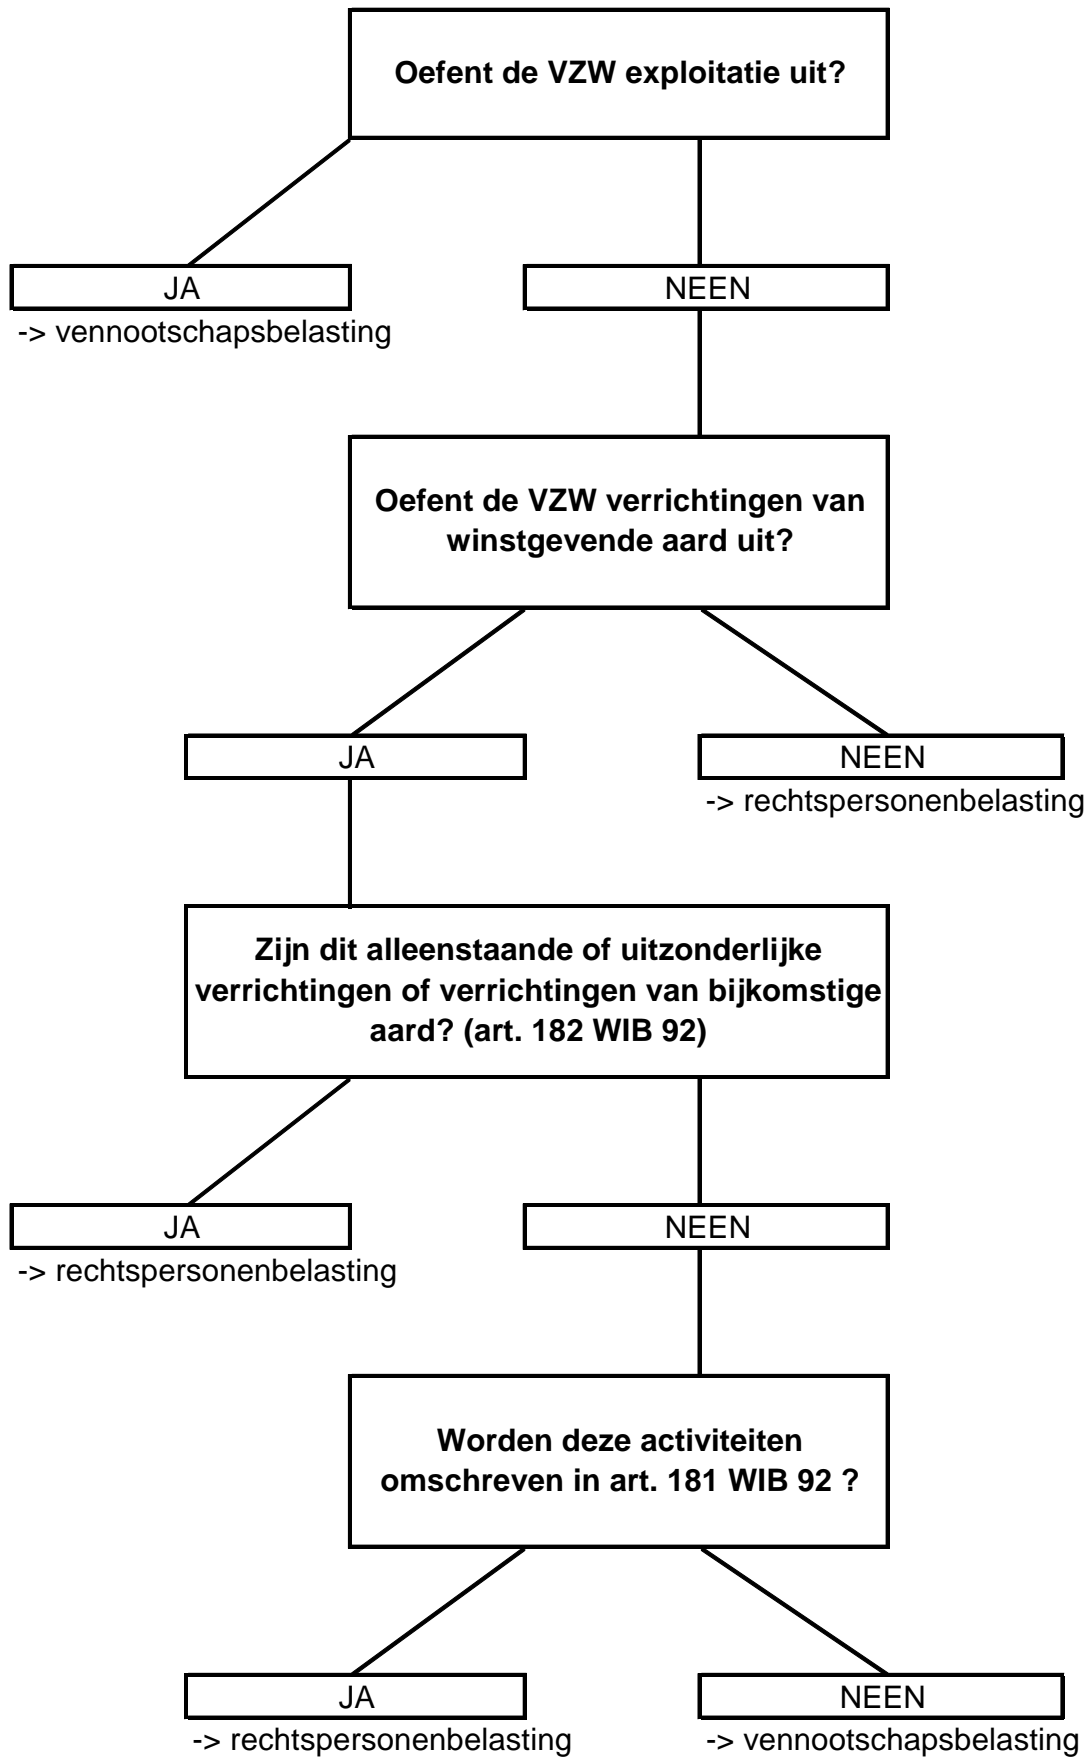 Oefent de VZW exploitatie uit?
JA
NEEN
-> vennootschapsbelasting
Oefent de VZW verrichtingen van
winstgevende aard uit?
JA
NEEN
-> rechtspersonenbelasting
Zijn dit alleenstaande of uitzonderlijke
verrichtingen of verrichtingen van bijkomstige
aard? (art. 182 WIB 92)
JA
NEEN
-> rechtspersonenbelasting
Worden deze activiteiten
omschreven in art. 181 WIB 92 ?
JA
NEEN
-> rechtspersonenbelasting
-> vennootschapsbelasting